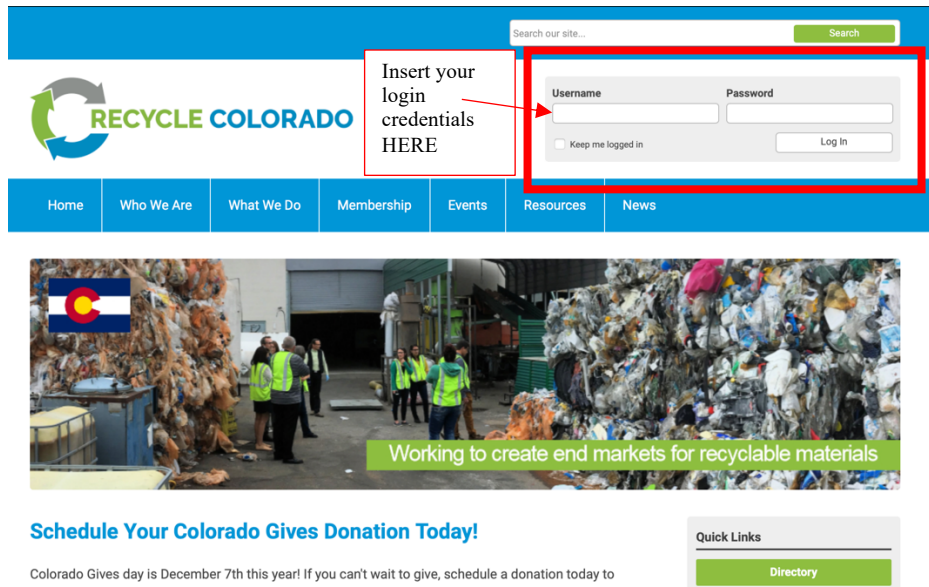 Search our site...
Search
Insert your
login
credentials
HERE
RECYCLE COLORADO
Username
Password
Keep me logged in
Log In
Home
Who We Are
What We Do
Membership
Events
Resources
News
Working to create end markets for recyclable materials
Schedule Your Colorado Gives Donation Today!
Quick Links
Directory
Colorado Gives day is December 7th this year! If you can't wait to give, schedule a donation today to